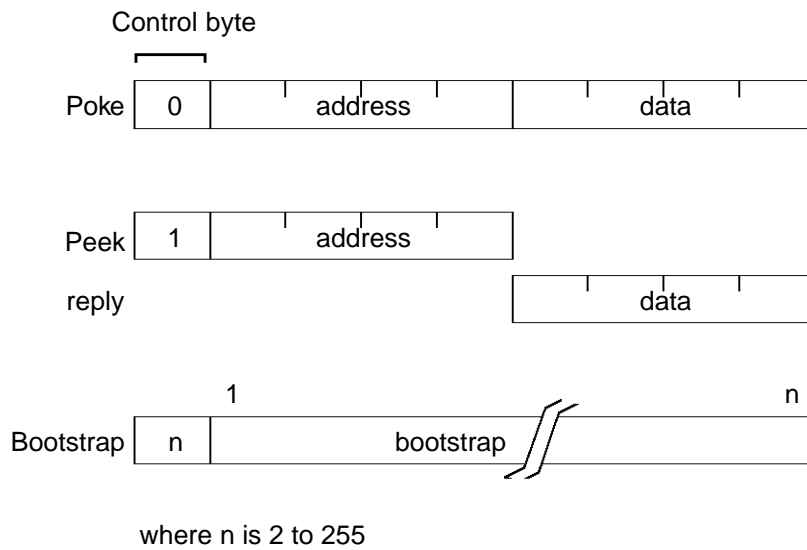 Control byte
Poke 0 address data
Peek 1 address
reply data
1 n
Bootstrap n bootstrap
where n is 2 to 255